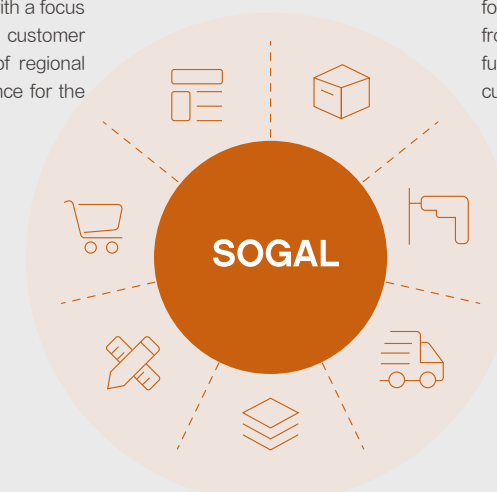 ith a focus
customer
of regional
nce for the
fo
fro
fu
cu
SOGAL